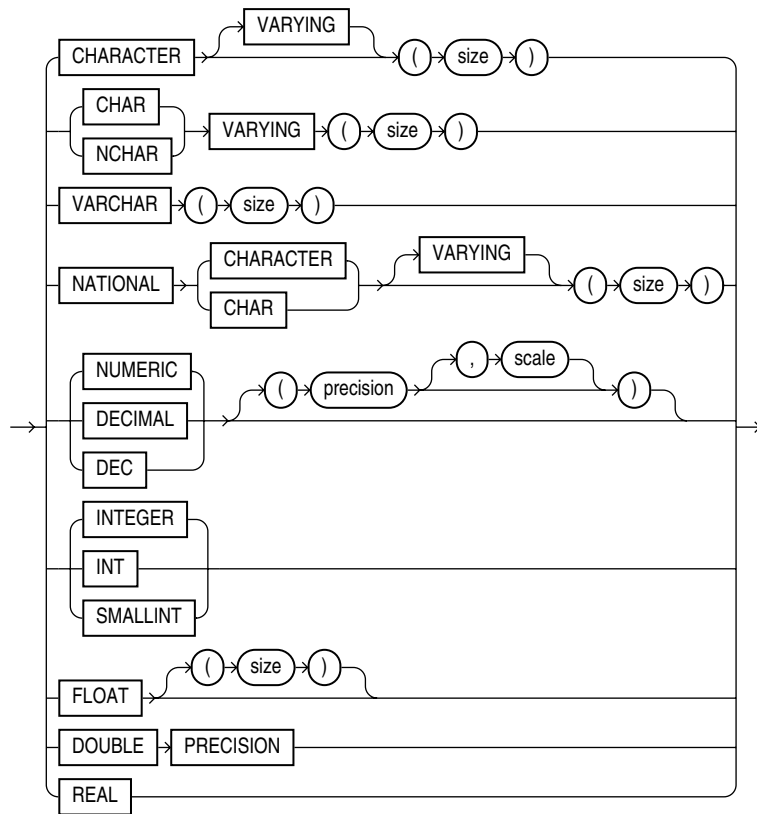 VARYING
CHARACTER ( size )
CHAR
VARYING ( size )
NCHAR
VARCHAR ( size )
CHARACTER VARYING
NATIONAL ( size )
CHAR
, scale
NUMERIC ( precision )
DECIMAL
DEC
INTEGER
INT
SMALLINT
( size )
FLOAT
DOUBLE PRECISION
REAL